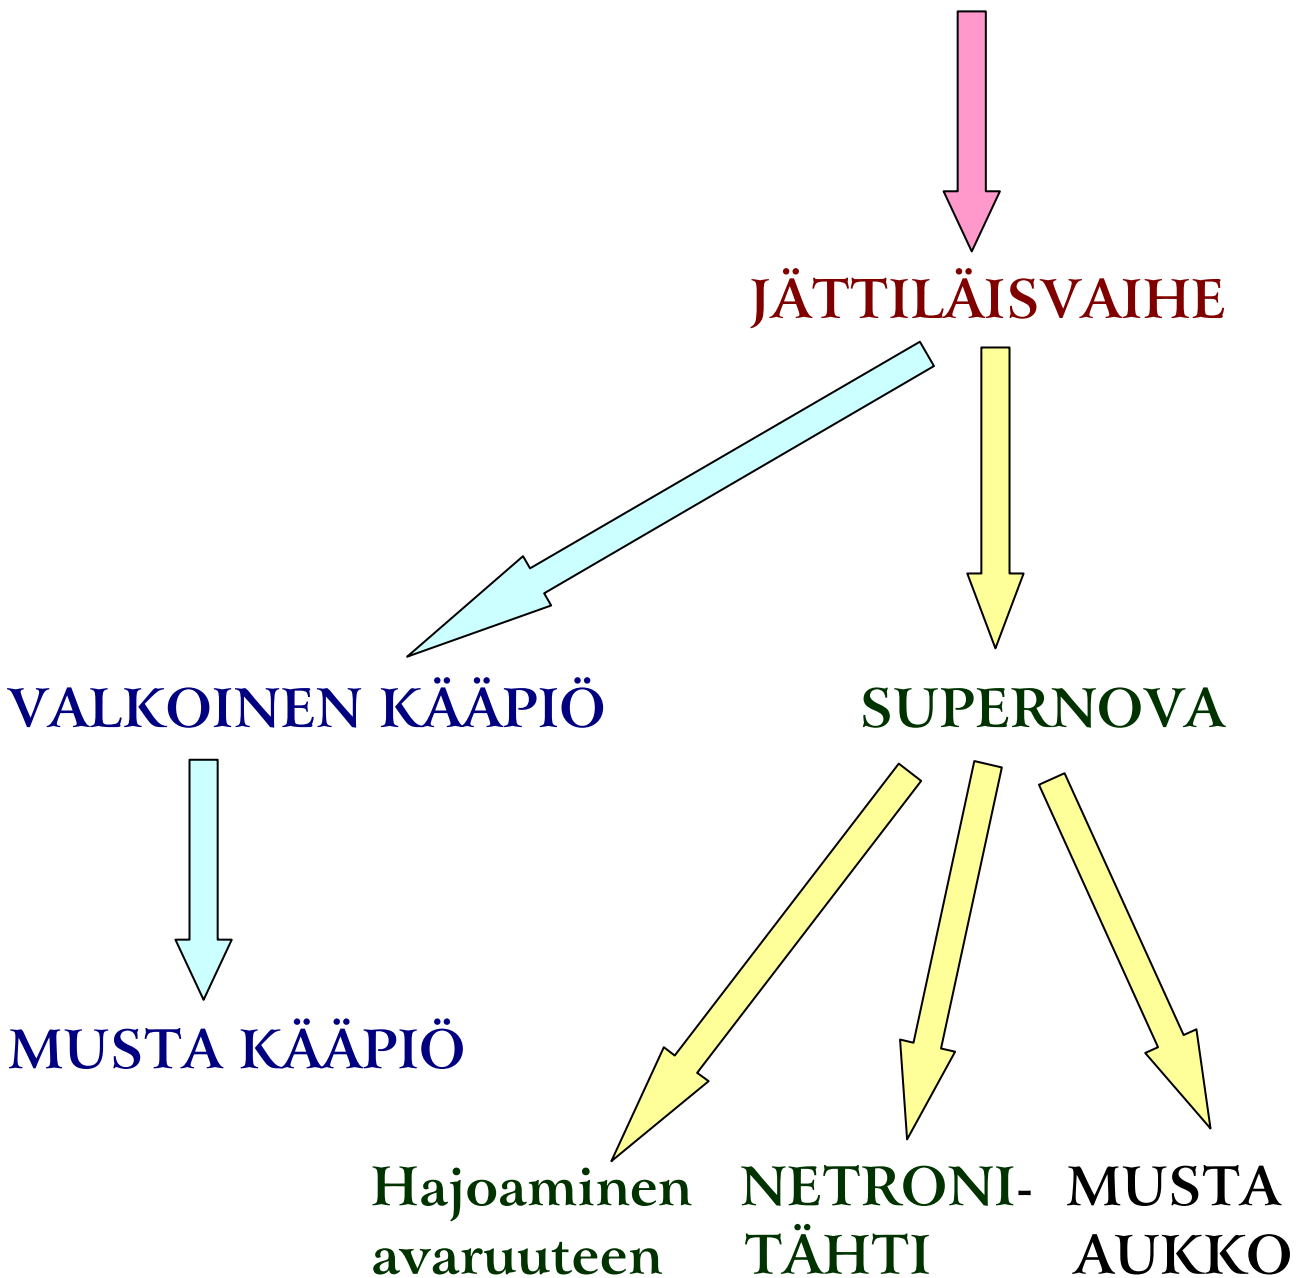 JÄTTILÄISVAIHE
VALKOINEN KÄÄPIÖ
SUPERNOVA
MUSTA KÄÄPIÖ
Hajoaminen
avaruuteen
NETRONI-
TÄHTI
MUSTA
AUKKO